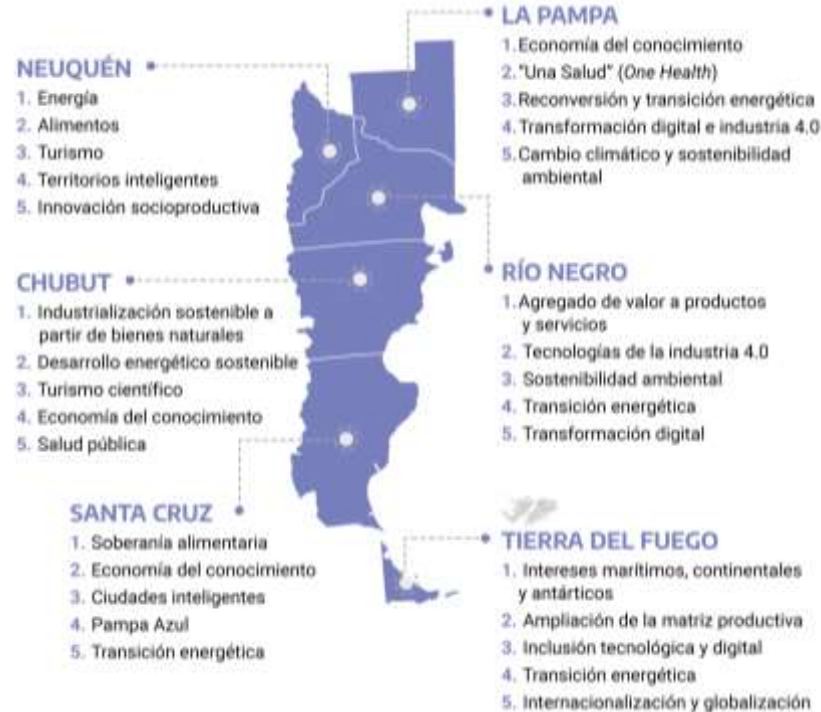 NEUQUÉN
1. Energía
2. Alimentos
3. Turismo
4. Territorios inteligentes
5. Innovación socioproductiva
LA PAMPA
1. Economía del conocimiento
2. "Una Salud" (One Health)
3. Reconversión y transición energética
4. Transformación digital e industria 4.0
5. Cambio climático y sostenibilidad
ambiental
CHUBUT
1. Industrialización sostenible a
partir de bienes naturales
2. Desarrollo energético sostenible
3. Turismo científico
4. Economía del conocimiento
5. Salud pública
RÍO NEGRO
1. Agregado de valor a productos
y servicios
2. Tecnologías de la industria 4.0
3. Sostenibilidad ambiental
4. Transición energética
5. Transformación digital
SANTA CRUZ
1. Soberanía alimentaria
2. Economía del conocimiento
3. Ciudades inteligentes
4. Pampa Azul
5. Transición energética
TIERRA DEL FUEGO
1. Intereses marítimos, continentales
y antárticos
2. Ampliación de la matriz productiva
3. Inclusión tecnológica y digital
4. Transición energética
5. Internacionalización y globalización